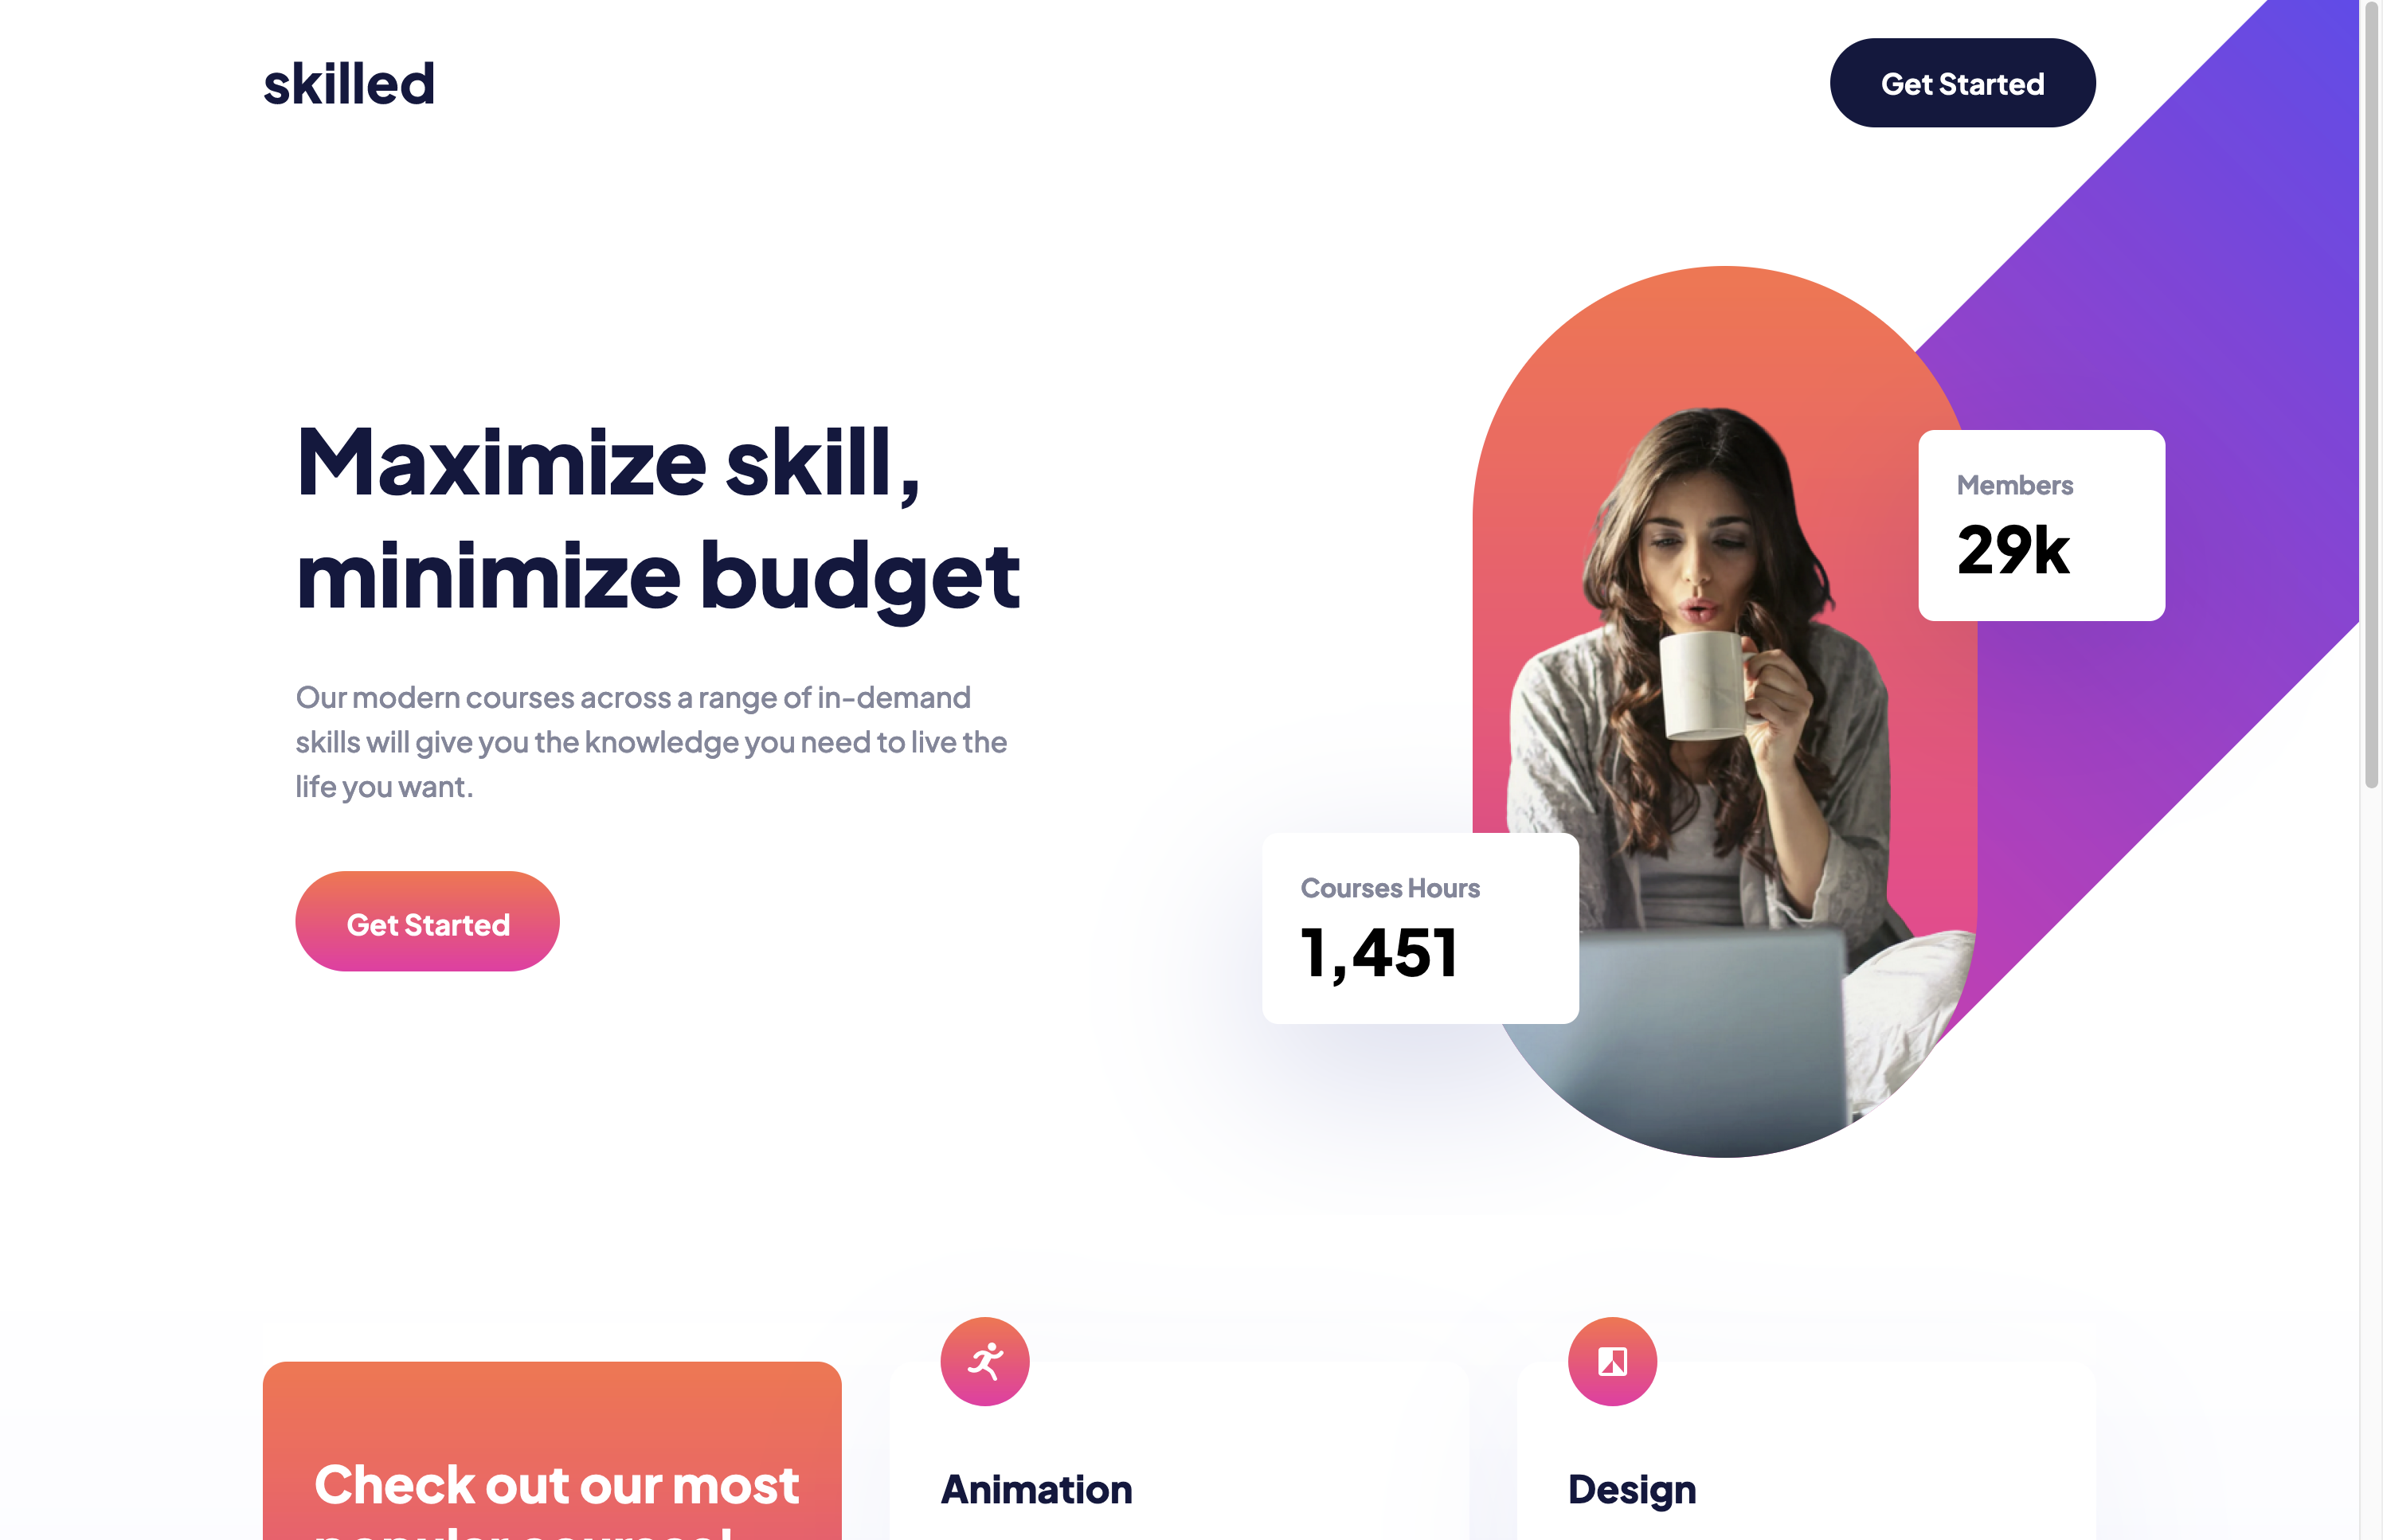 skilled
Get Started
Maximize skill,
minimize budget
Our modern courses across a range of in-demand
skills will give you the knowledge you need to live the
life you want.
Get Started
Members
29k
Courses Hours
1,451
Check out our most
popular courses!
Animation
Design